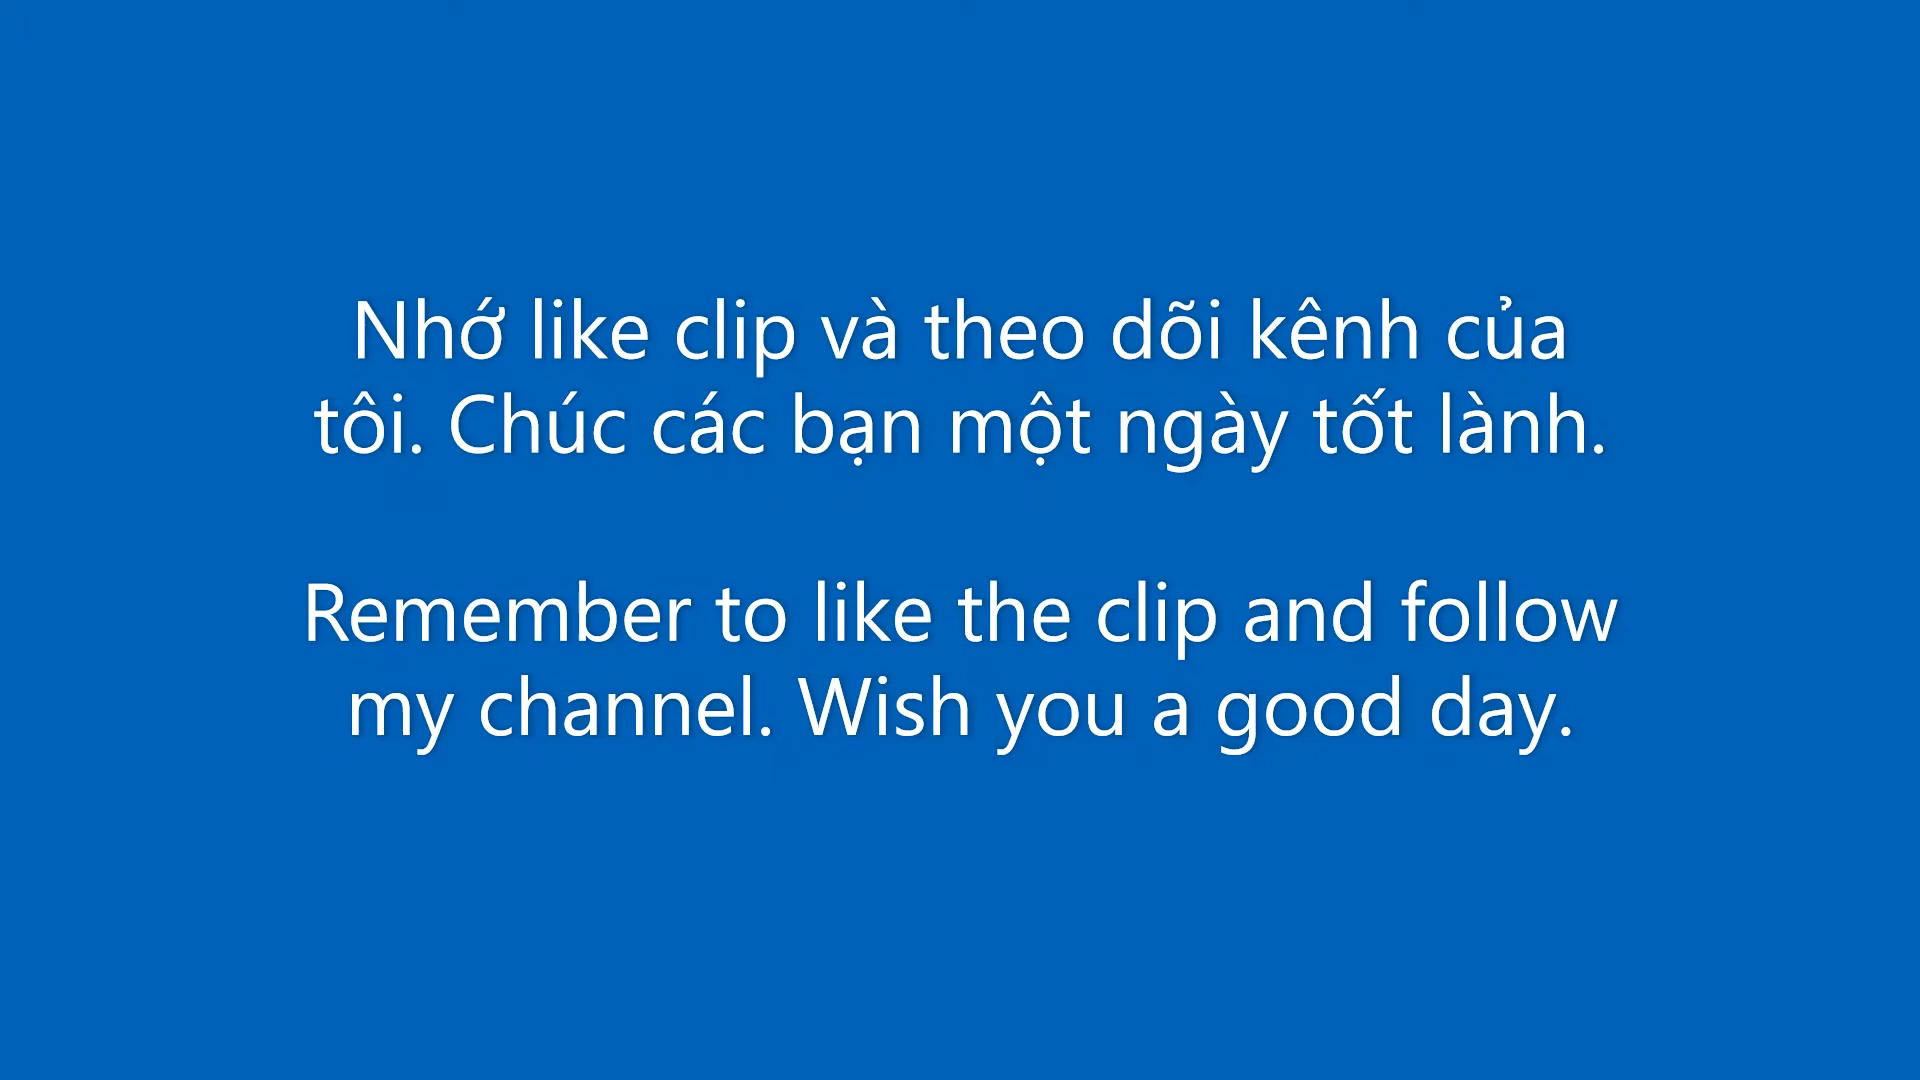 Nhớ like clip và theo dõi kênh của
tôi. Chúc các bạn một ngày tốt lành.
Remember to like the clip and follow
my channel. Wish you a good day.